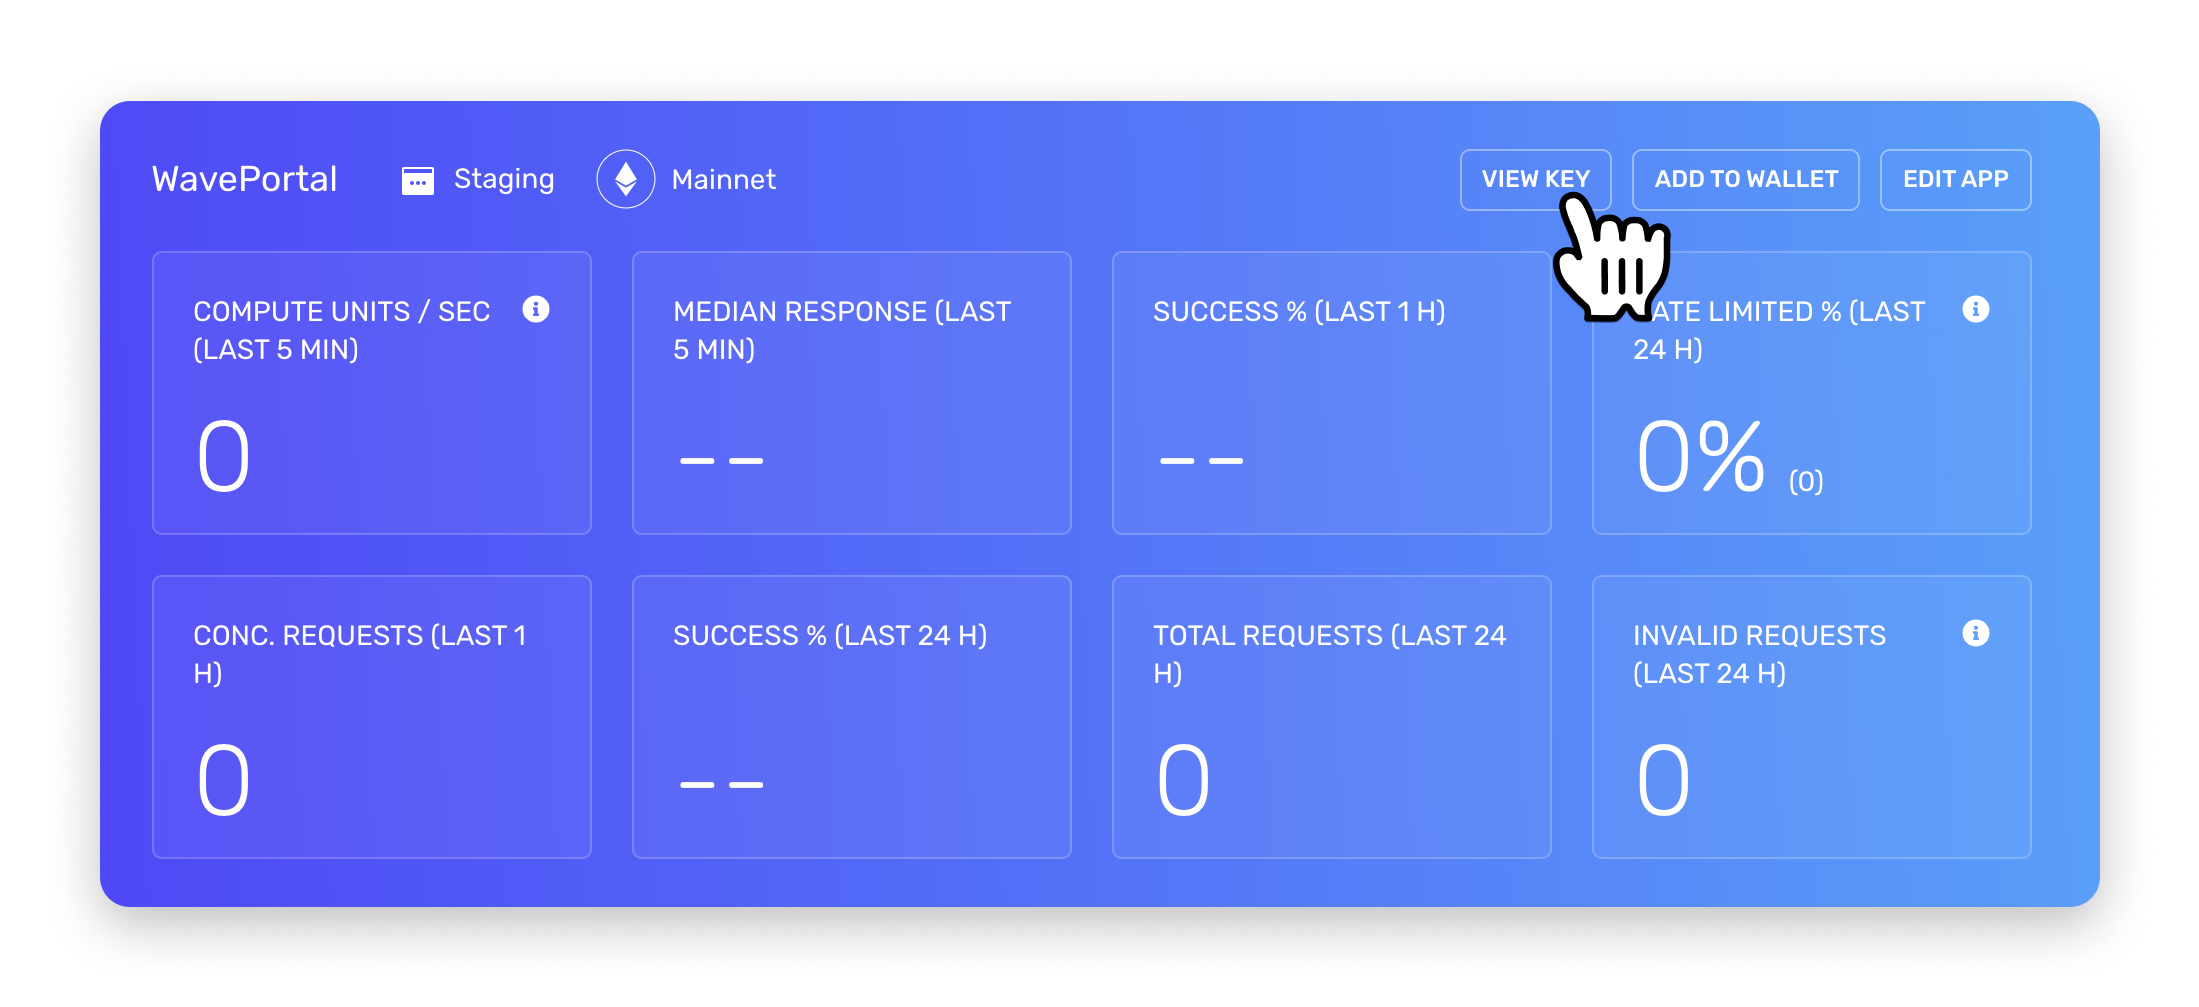 WavePortal Staging Mainnet VIEW KEY ADD TO WALLET EDIT APP
COMPUTE UNITS / SEC
(LAST 5 MIN)
0
MEDIAN RESPONSE (LAST
5 MIN)
– –
SUCCESS % (LAST 1 H)
– –
LIMITED % (LAST
24 H)
0% (0)
CONC. REQUESTS (LAST 1
H)
0
SUCCESS % (LAST 24 H)
– –
TOTAL REQUESTS (LAST 24
H)
0
INVALID REQUESTS
(LAST 24 H)
0